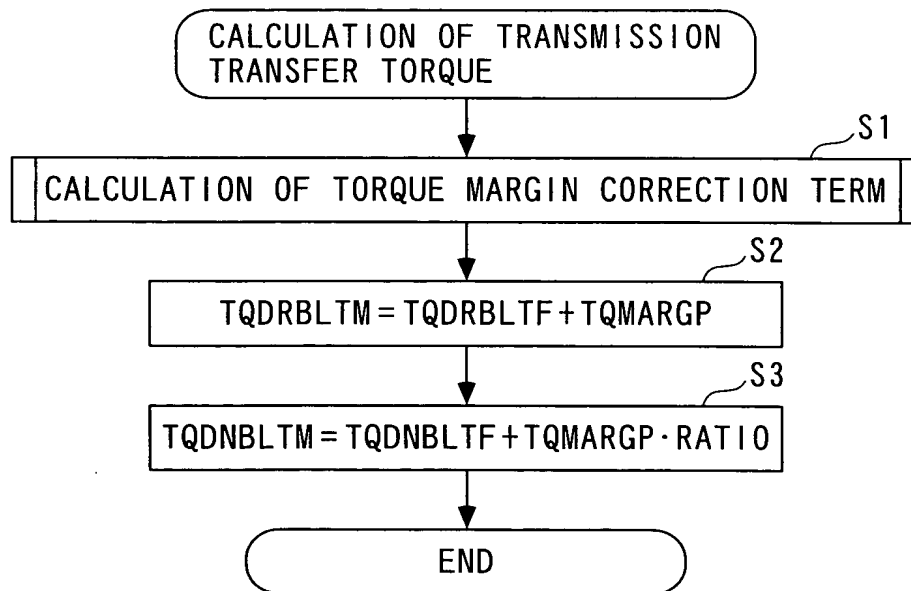 CALCULATION OF TRANSMISSION
TRANSFER TORQUE
S1
CALCULATION OF TORQUE MARGIN CORRECTION TERM
S2
TQDRBLTM=TQDRBLTF+TQMARGP
S3
TQDNBLTM=TQDNBLTF+TQMARGP·RATIO
END